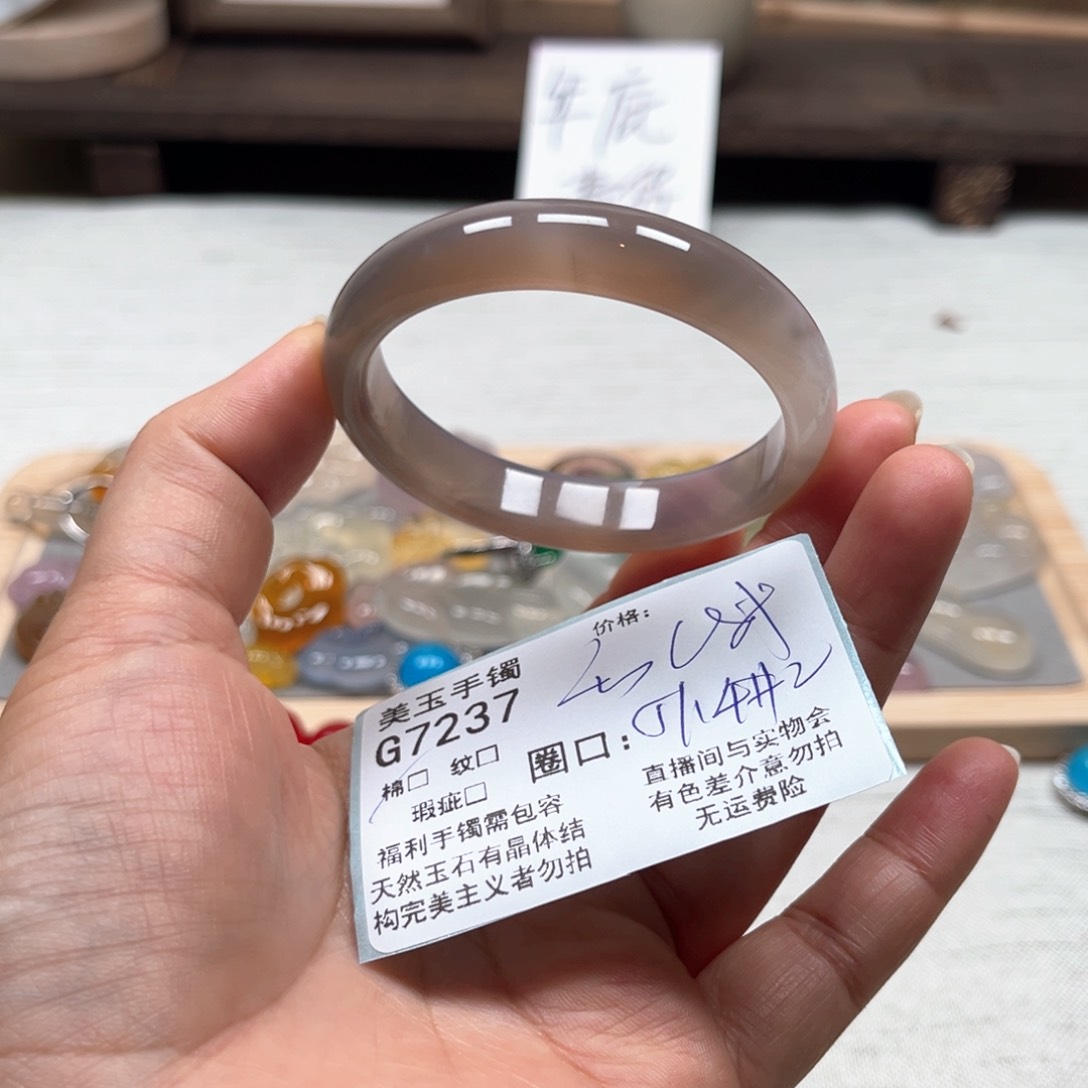 年底
美玉手镯
G7237
棉□ 纹□
瑕疵□
福利手镯需包容
天然玉石有晶体结
构完美主义者勿拍
价格:
圈口:
直播间与实物会
有色差介意勿拍
无运费险